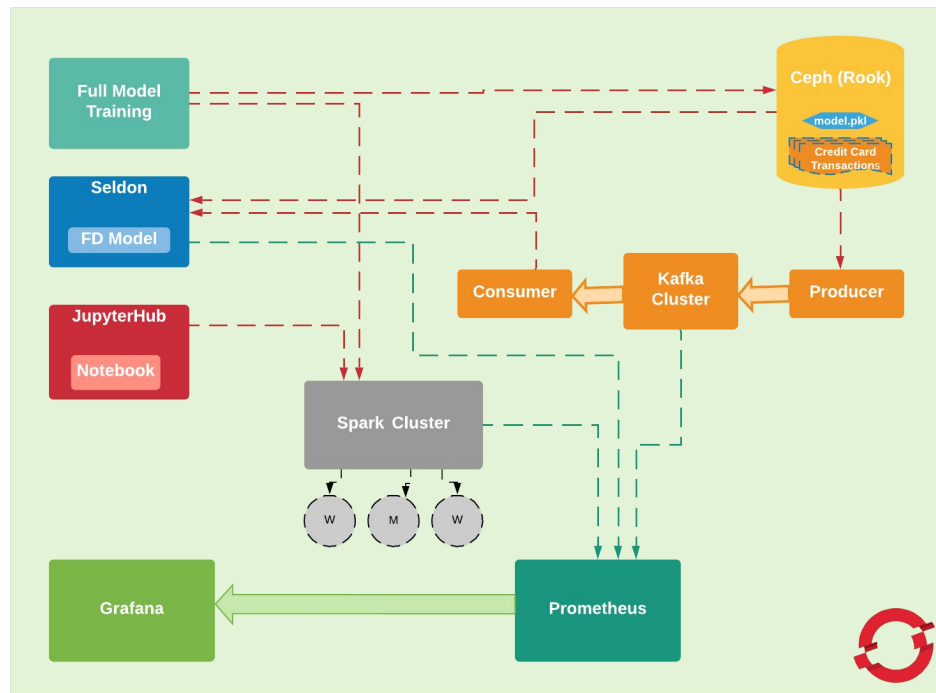 Full Model
Training
Ceph (Rook)
model.pkl
Credit Card
Transactions
Seldon
FD Model
Consumer
Kafka
Cluster
Producer
JupyterHub
Notebook
Spark Cluster
W
M
W
Grafana
Prometheus